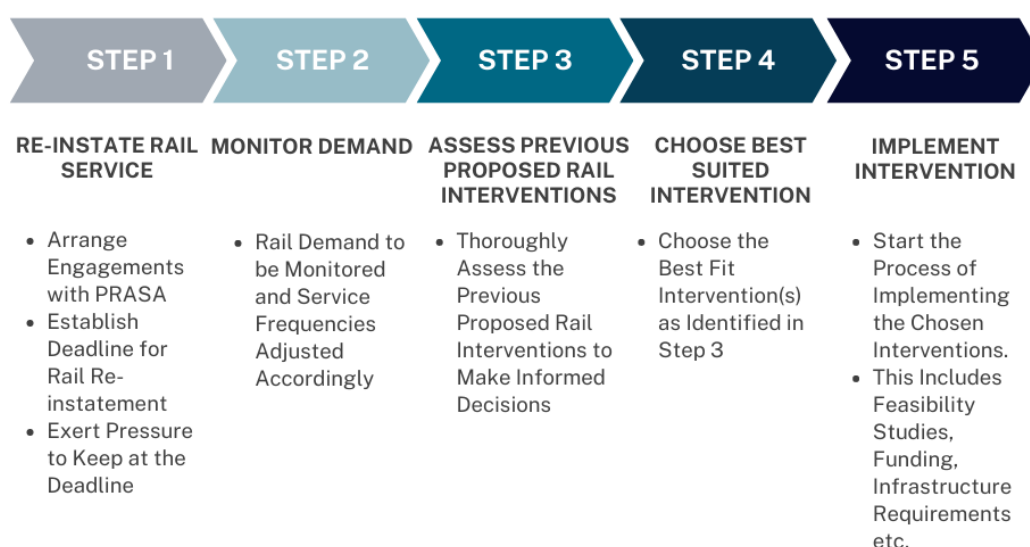 STEP 1
STEP 2
STEP 3
STEP 4
STEP 5
RE-INSTATE RAIL
SERVICE
• Arrange
Engagements
with PRASA
• Establish
Deadline for
Rail Re-
instatement
• Exert Pressure
to Keep at the
Deadline
MONITOR DEMAND
• Rail Demand to
be Monitored
and Service
Frequencies
Adjusted
Accordingly
ASSESS PREVIOUS
PROPOSED RAIL
INTERVENTIONS
• Thoroughly
Assess the
Previous
Proposed Rail
Interventions to
Make Informed
Decisions
CHOOSE BEST
SUITED
INTERVENTION
• Choose the
Best Fit
Intervention(s)
as Identified in
Step 3
IMPLEMENT
INTERVENTION
• Start the
Process of
Implementing
the Chosen
Interventions.
• This Includes
Feasibility
Studies,
Funding,
Infrastructure
Requirements
etc.